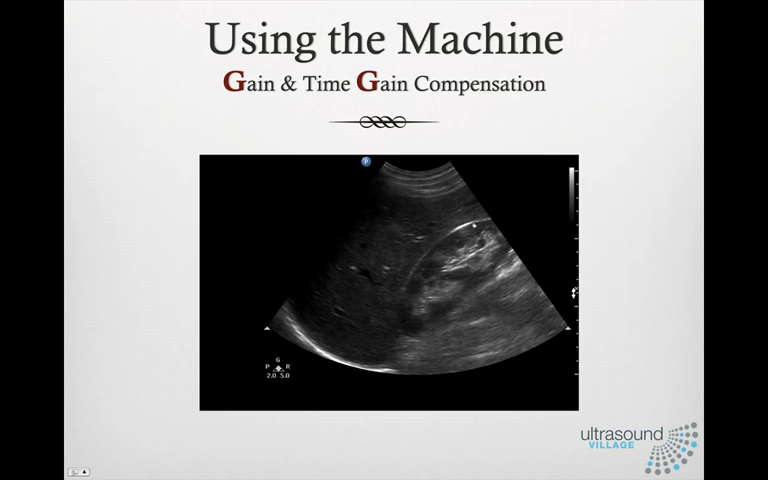 Using the Machine
Gain & Time Gain Compensation
P
G
P R
2.0 5.0
ultrasound
VILLAGE